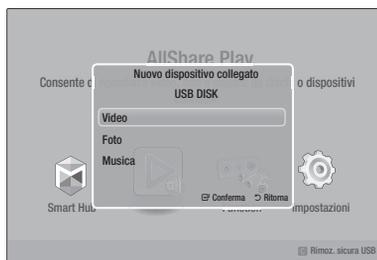 AllShare Play
Nuovo dispositivo collegato
Consente d o dispositivi
USB DISK
Video
Foto
Musica
Conferma Ritorna
Smart Hub Function Impostazioni
Rimoz. sicura USB